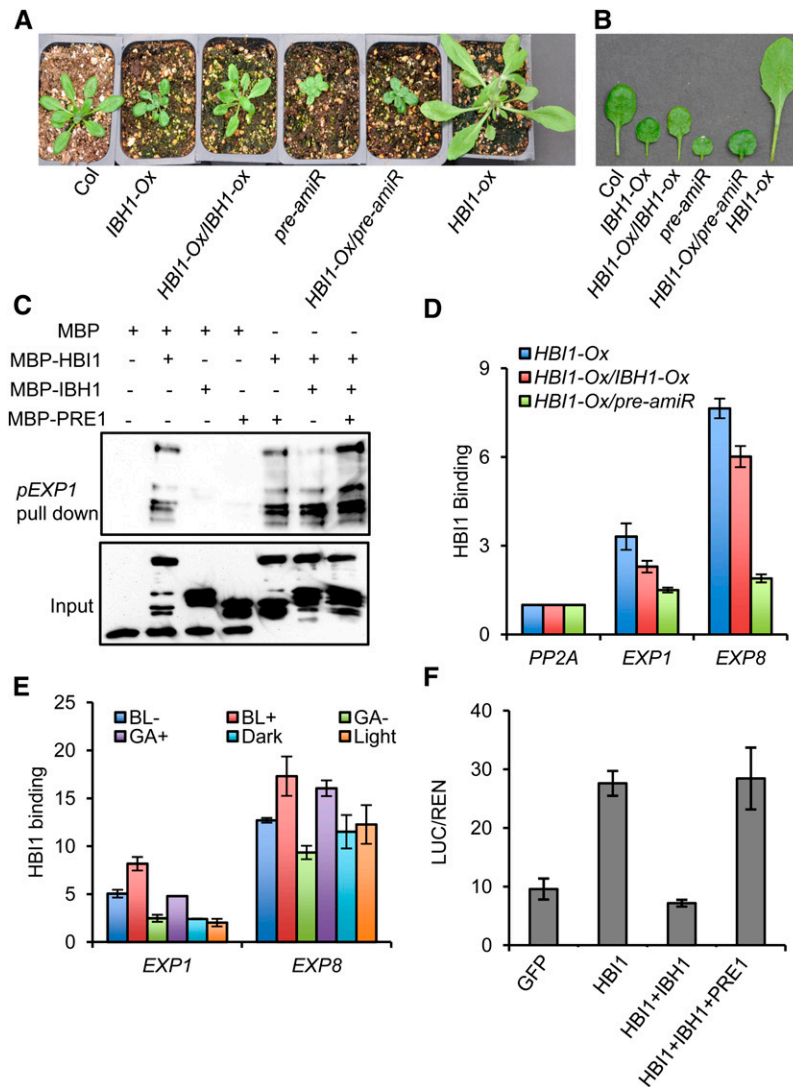 A
Col
IBH1-Ox
HBI1-Ox/IBH1-ox
pre-amiR
HBI1-Ox/pre-amiR
HBI1-ox
B
Col
IBH1-Ox
HBI1-Ox/IBH1-ox
pre-amiR
HBI1-Ox/pre-amiR
HBI1-ox
C
MBP + + + + - - -
MBP-HBI1 - + - - + + +
MBP-IBH1 - - + - - + +
MBP-PRE1 - - - + + - +
pEXP1
pull down
Input
D
HBI1-Ox
HBI1-Ox/IBH1-Ox
HBI1-Ox/pre-amiR
HBI1 Binding
9
6
3
0
PP2A EXP1 EXP8
E
BL- BL+ GA-
GA+ Dark Light
HBI1 binding
25
20
15
10
5
0
EXP1 EXP8
F
LUC/REN
40
30
20
10
0
GFP
HBI1
HBI1+IBH1
HBI1+IBH1+PRE1